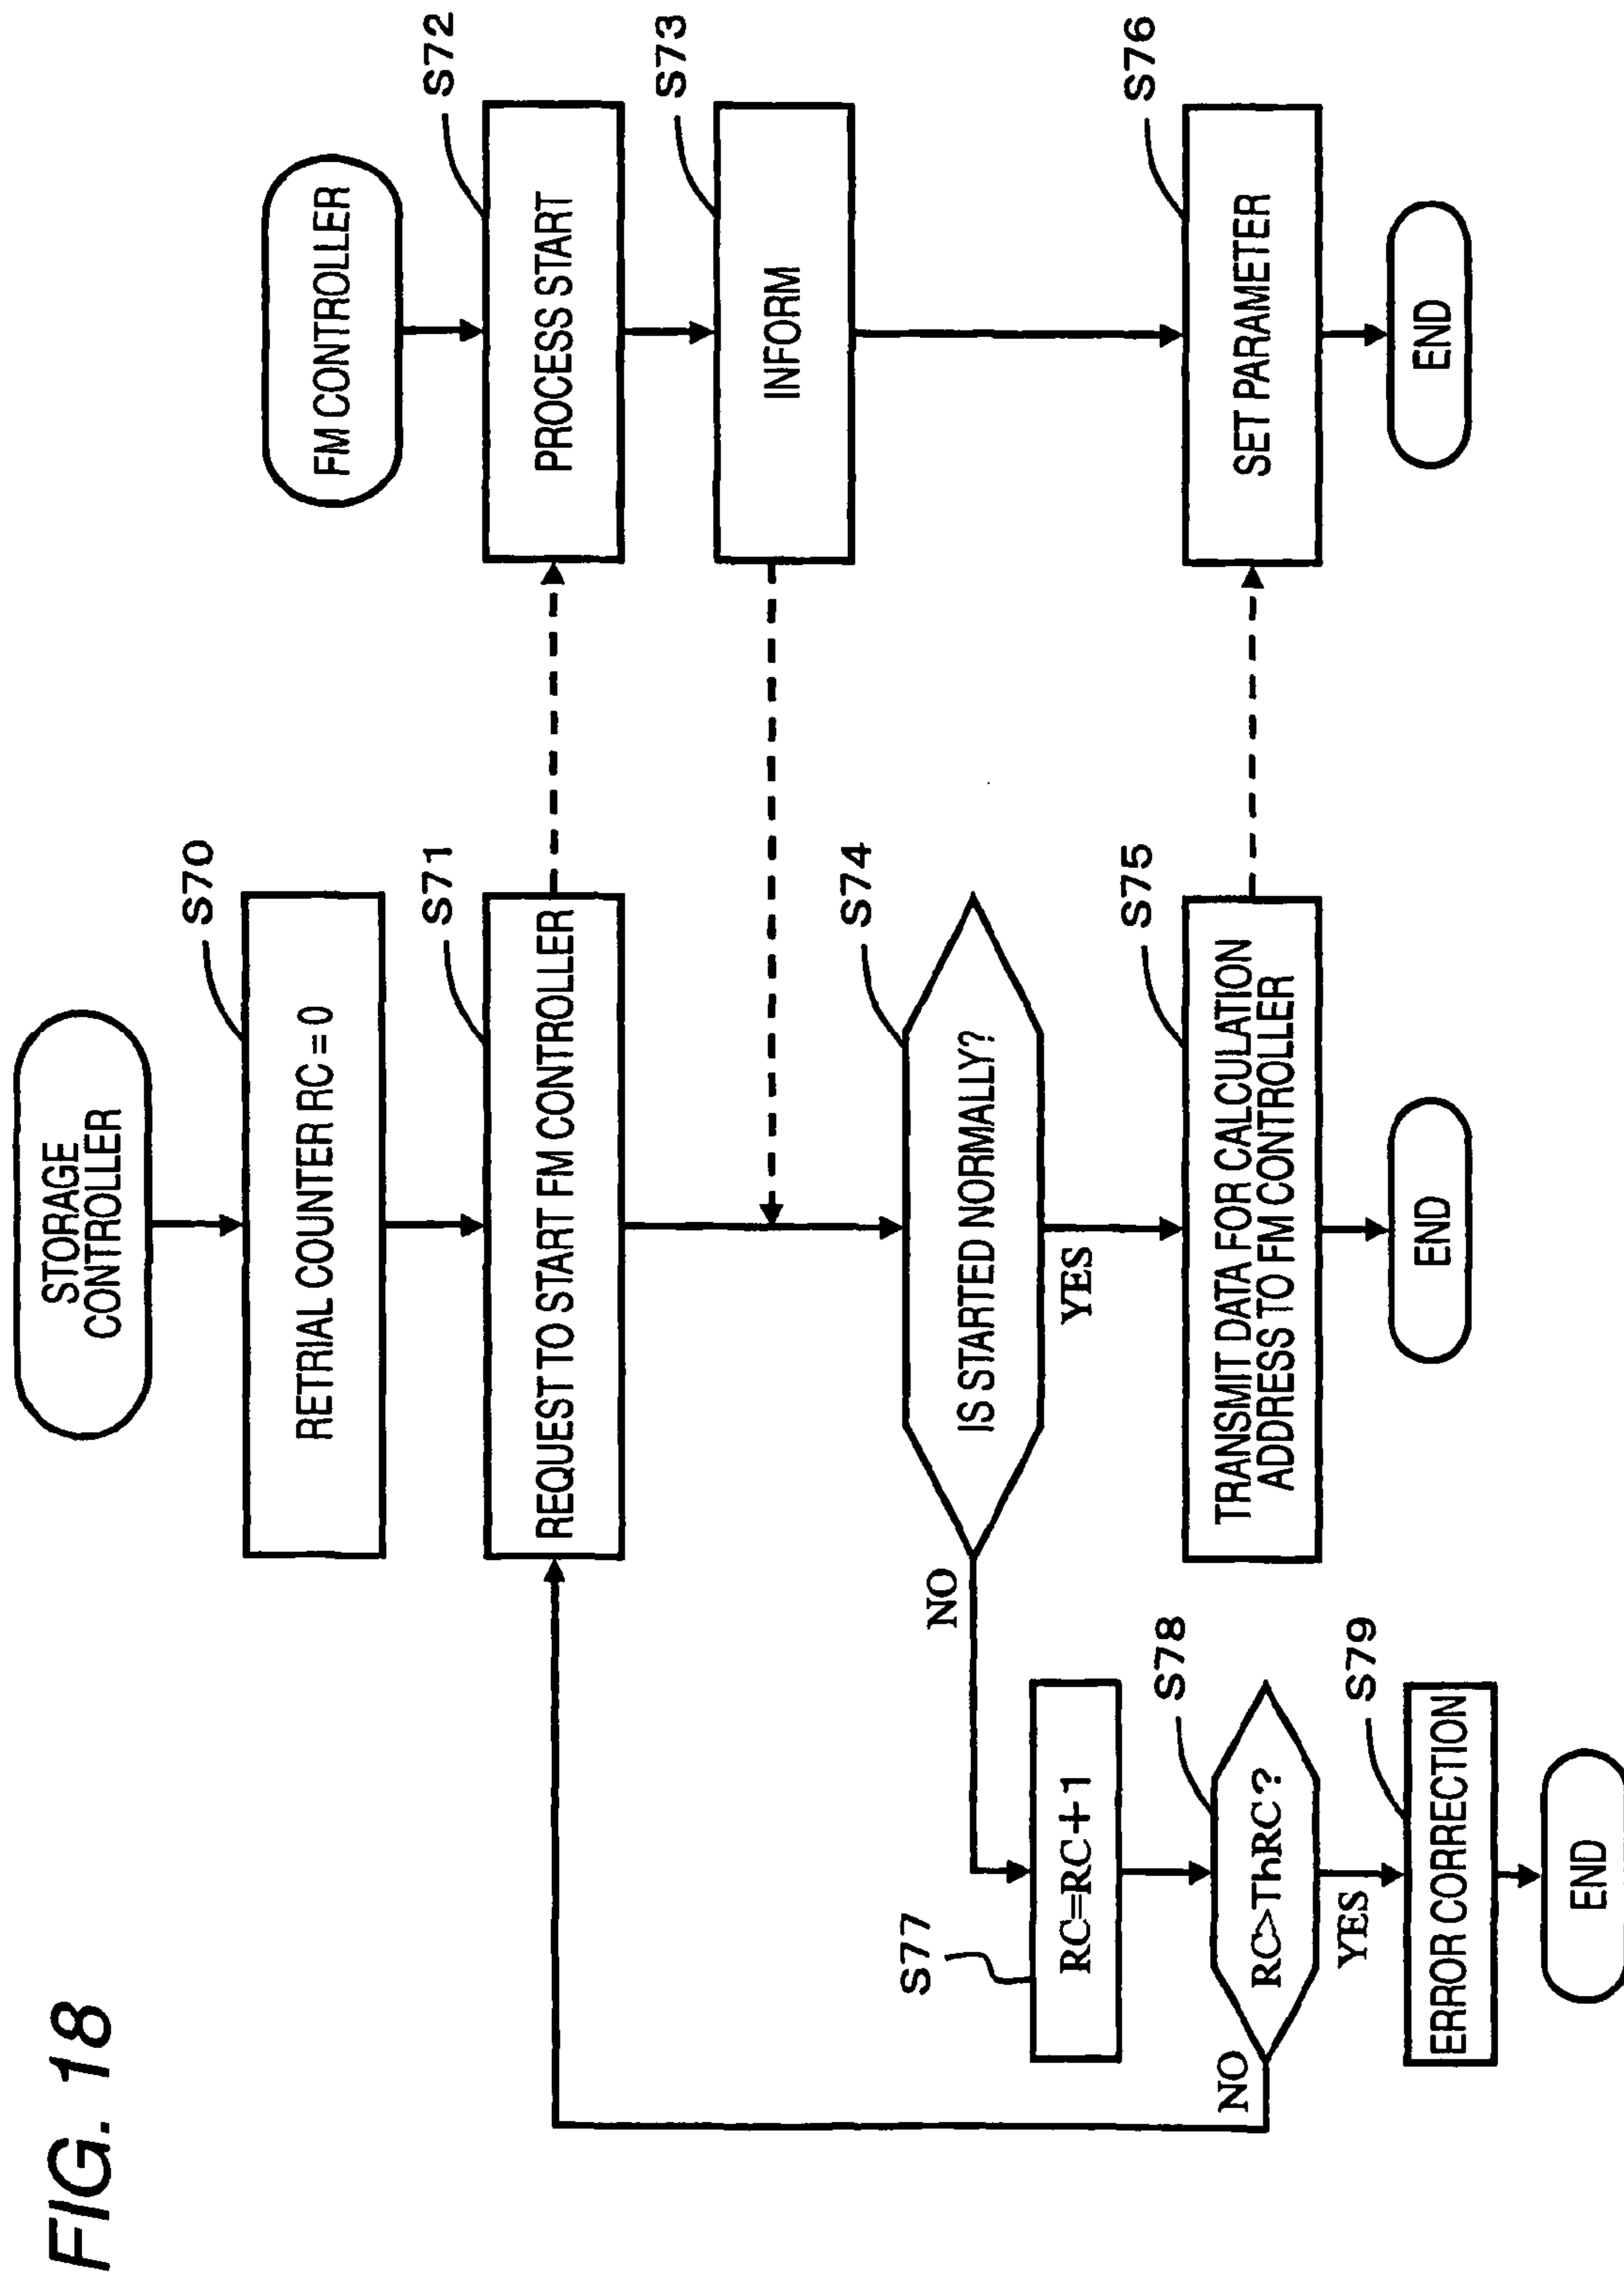 FIG. 18
STORAGE
CONTROLLER
S70
RETRIAL COUNTER RC = 0
S71
REQUEST TO START FM CONTROLLER
FM CONTROLLER
S72
PROCESS START
S73
INFORM
S74
IS STARTED NORMALLY?
NO
YES
S75
TRANSMIT DATA FOR CALCULATION
ADDRESS TO FM CONTROLLER
S76
SET PARAMETER
END
END
S77
RC=RC+1
S78
RC>ThRC?
NO
YES
S79
ERROR CORRECTION
END